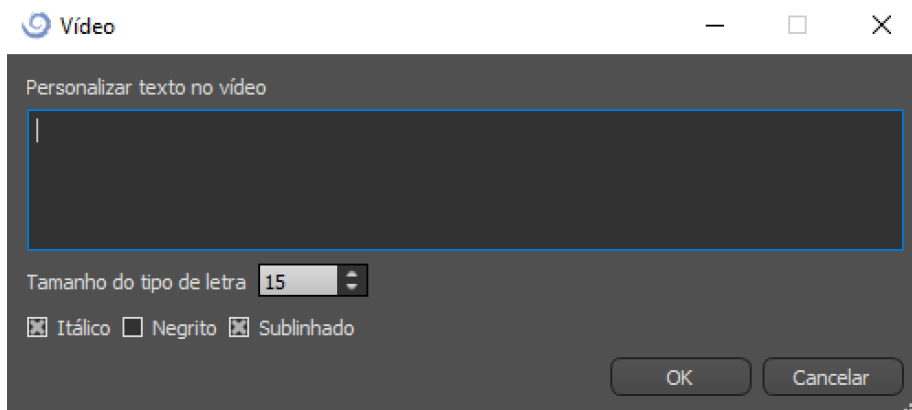 Vídeo
Personalizar texto no vídeo
Tamanho do tipo de letra 15
Itálico Negrito Sublinhado
OK Cancelar